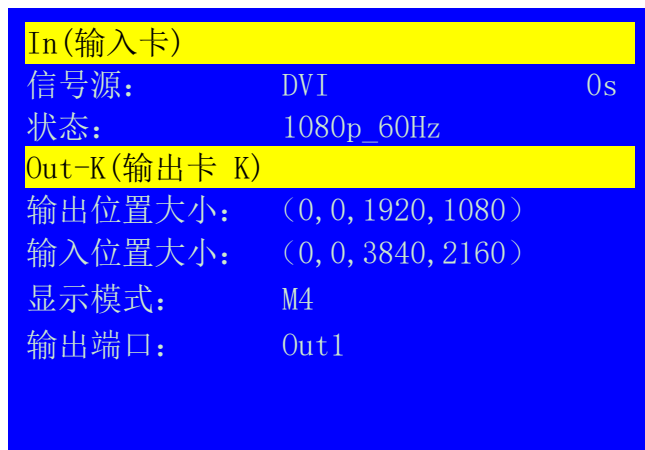 In(输入卡)
信号源： DVI 0s
状态： 1080p_60Hz
Out-K(输出卡 K)
输出位置大小： （0,0,1920,1080）
输入位置大小： （0,0,3840,2160）
显示模式： M4
输出端口： Out1